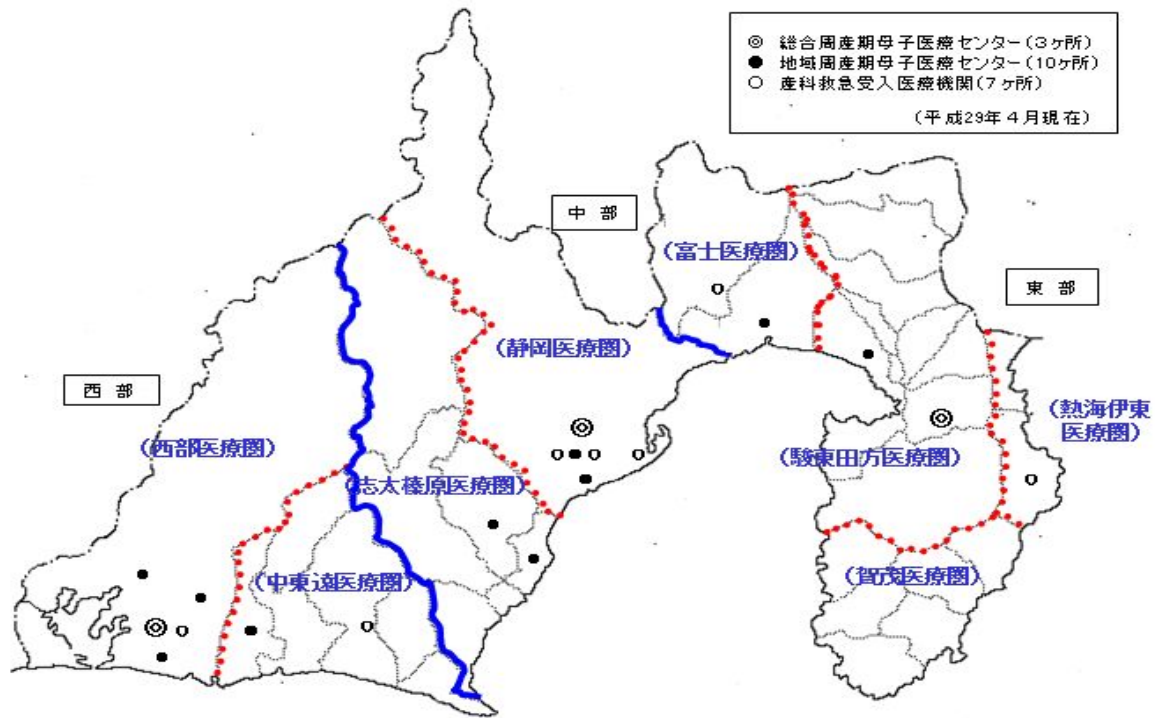 ◎ 総合周産期母子医療センター(3ヶ所)
● 地域周産期母子医療センター(10ヶ所)
○ 産科救急受入医療機関(7ヶ所)
(平成29年４月現在)
中 部
(富士医療圏)
東 部
(静岡医療圏)
西 部
(熱海伊東
医療圏)
(西部医療圏)
(駿東田方医療圏)
(志太榛原医療圏)
(中東遠医療圏)
(賀茂医療圏)